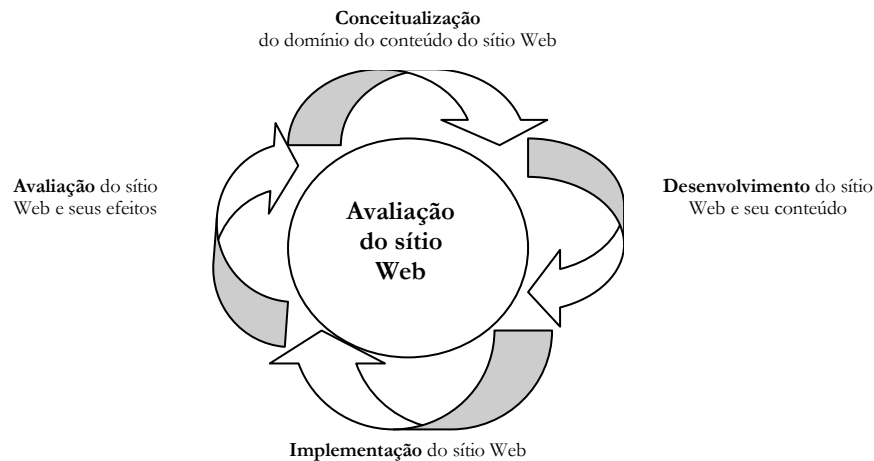 Conceitualização
do domínio do conteúdo do sítio Web
Avaliação do sítio
Web e seus efeitos
Avaliação
do sítio
Web
Desenvolvimento do sítio
Web e seu conteúdo
Implementação do sítio Web